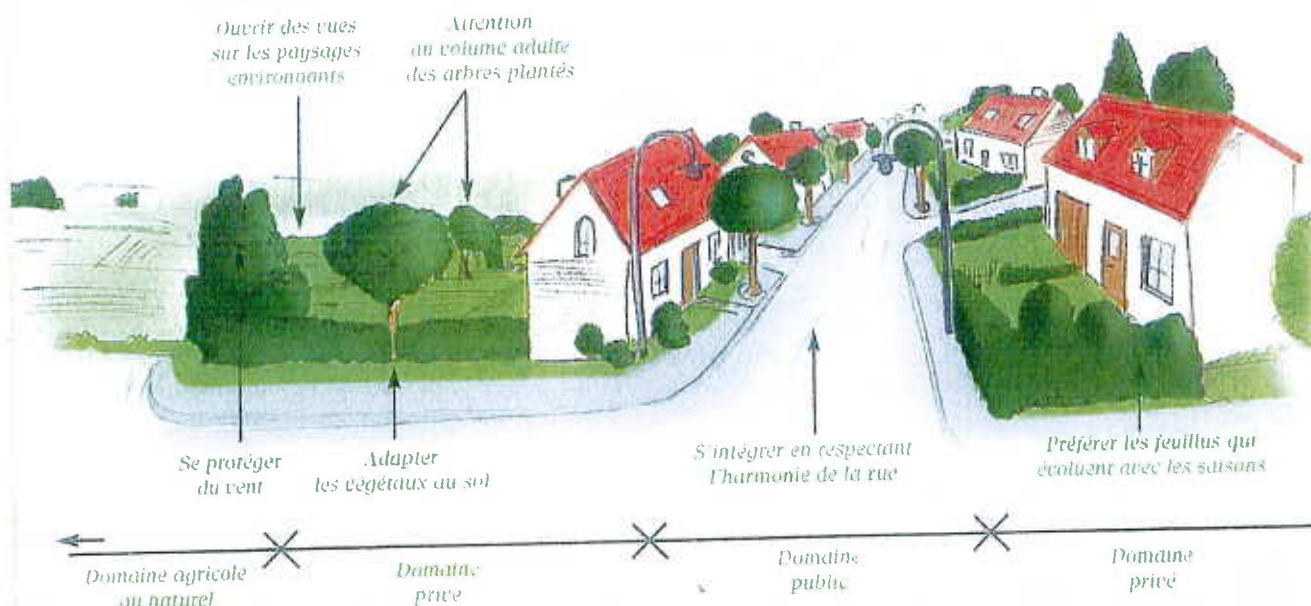 Ouvrir des vues
sur les paysages
environnants
Attention
au volume adulte
des arbres plantés
Se protéger
du vent
Adapter
les végétaux au sol
S'intégrer en respectant
l'harmonie de la rue
Préférer les feuillus qui
évoluent avec les saisons
Domaine agricole
ou naturel
Domaine
privé
Domaine
public
Domaine
privé